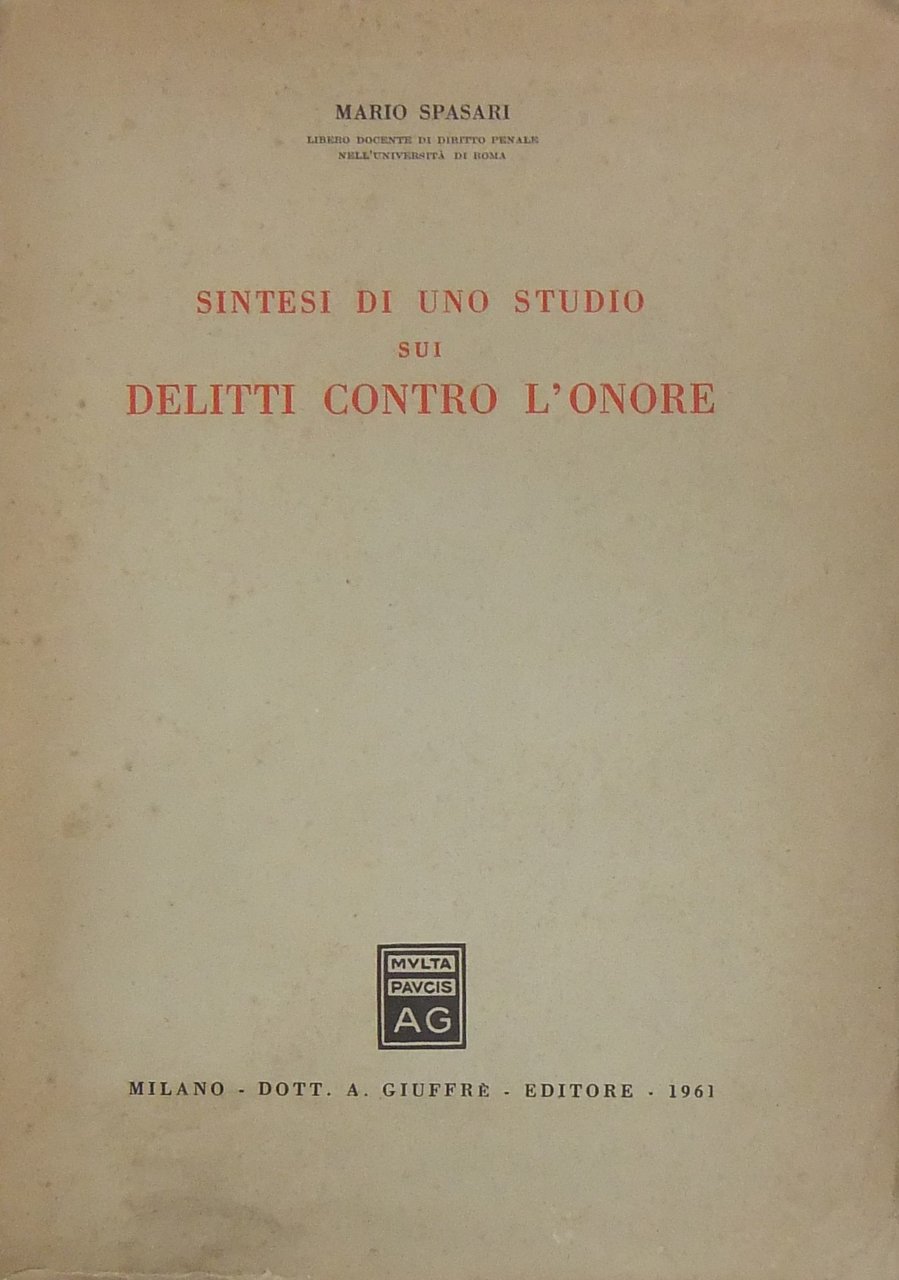 MARIO SPASARI
LIBERO DOCENTE DI DIRITTO PENALE
NELL'UNIVERSITÀ DI ROMA
SINTESI DI UNO STUDIO
SUI
DELITTI CONTRO L'ONORE
MVLTA
PAVCIS
AG
MILANO - DOTT. A. GIUFFRÈ - EDITORE - 1961